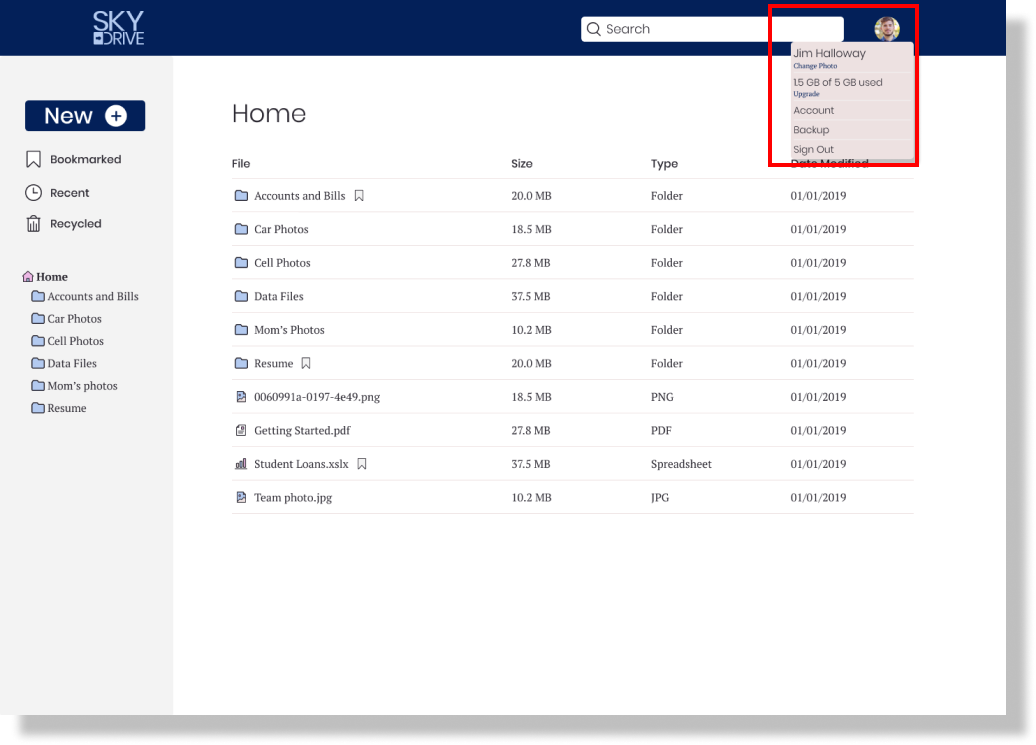 SKY
DRIVE
Search
Jim Halloway
Change Photo
1.5 GB of 5 GB used
Upgrade
Account
Backup
Sign Out
New
Bookmarked
Recent
Recycled
Home
Accounts and Bills
Car Photos
Cell Photos
Data Files
Mom's photos
Resume
Home
File Size Type Date Modified
Accounts and Bills 20.0 MB Folder 01/01/2019
Car Photos 18.5 MB Folder 01/01/2019
Cell Photos 27.8 MB Folder 01/01/2019
Data Files 37.5 MB Folder 01/01/2019
Mom's Photos 10.2 MB Folder 01/01/2019
Resume 20.0 MB Folder 01/01/2019
0060991a-0197-4e49.png 18.5 MB PNG 01/01/2019
Getting Started.pdf 27.8 MB PDF 01/01/2019
Student Loans.xslx 37.5 MB Spreadsheet 01/01/2019
Team photo.jpg 10.2 MB JPG 01/01/2019